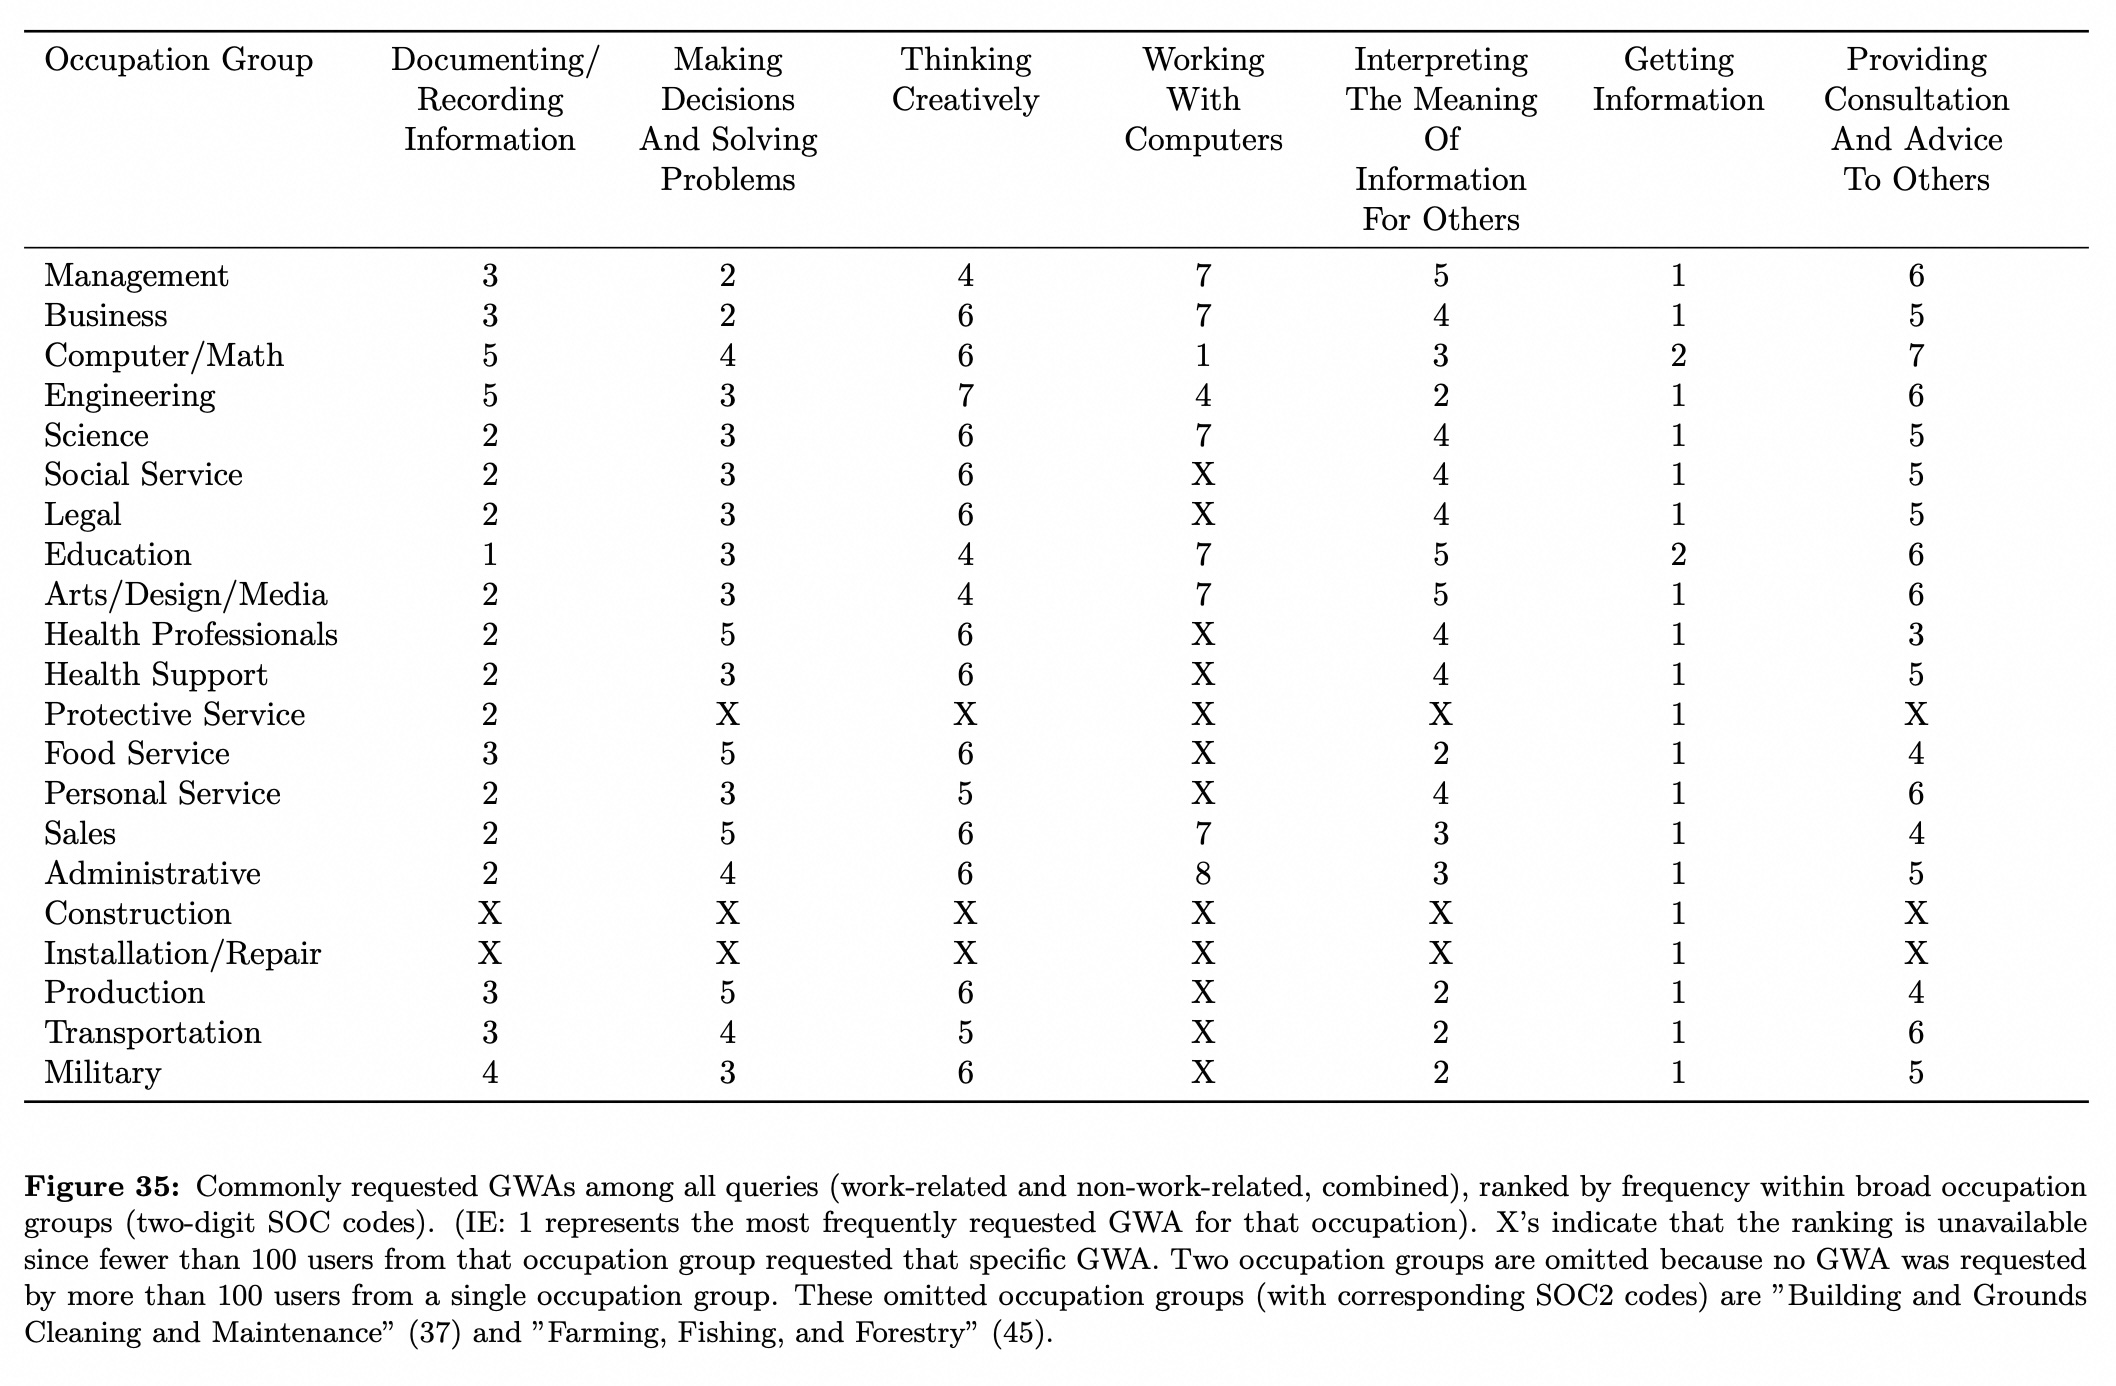 Occupation Group Documenting/ Making Thinking Working Interpreting Getting Providing
Recording Decisions Creatively With The Meaning Information Consultation
Information And Solving Computers Of And Advice
Problems Information To Others
For Others
Management 3 2 4 7 5 1 6
Business 3 2 6 7 4 1 5
Computer/Math 5 4 6 1 3 2 7
Engineering 5 3 7 4 2 1 6
Science 2 3 6 7 4 1 5
Social Service 2 3 6 X 4 1 5
Legal 2 3 6 X 4 1 5
Education 1 3 4 7 5 2 6
Arts/Design/Media 2 3 4 7 5 1 6
Health Professionals 2 5 6 X 4 1 3
Health Support 2 3 6 X 4 1 5
Protective Service 2 X X X X 1 X
Food Service 3 5 6 X 2 1 4
Personal Service 2 3 5 X 4 1 6
Sales 2 5 6 7 3 1 4
Administrative 2 4 6 8 3 1 5
Construction X X X X X 1 X
Installation/Repair X X X X X 1 X
Production 3 5 6 X 2 1 4
Transportation 3 4 5 X 2 1 6
Military 4 3 6 X 2 1 5
Figure 35: Commonly requested GWAs among all queries (work-related and non-work-related, combined), ranked by frequency within broad occupation
groups (two-digit SOC codes). (IE: 1 represents the most frequently requested GWA for that occupation). X's indicate that the ranking is unavailable
since fewer than 100 users from that occupation group requested that specific GWA. Two occupation groups are omitted because no GWA was requested
by more than 100 users from a single occupation group. These omitted occupation groups (with corresponding SOC2 codes) are ”Building and Grounds
Cleaning and Maintenance” (37) and ”Farming, Fishing, and Forestry” (45).